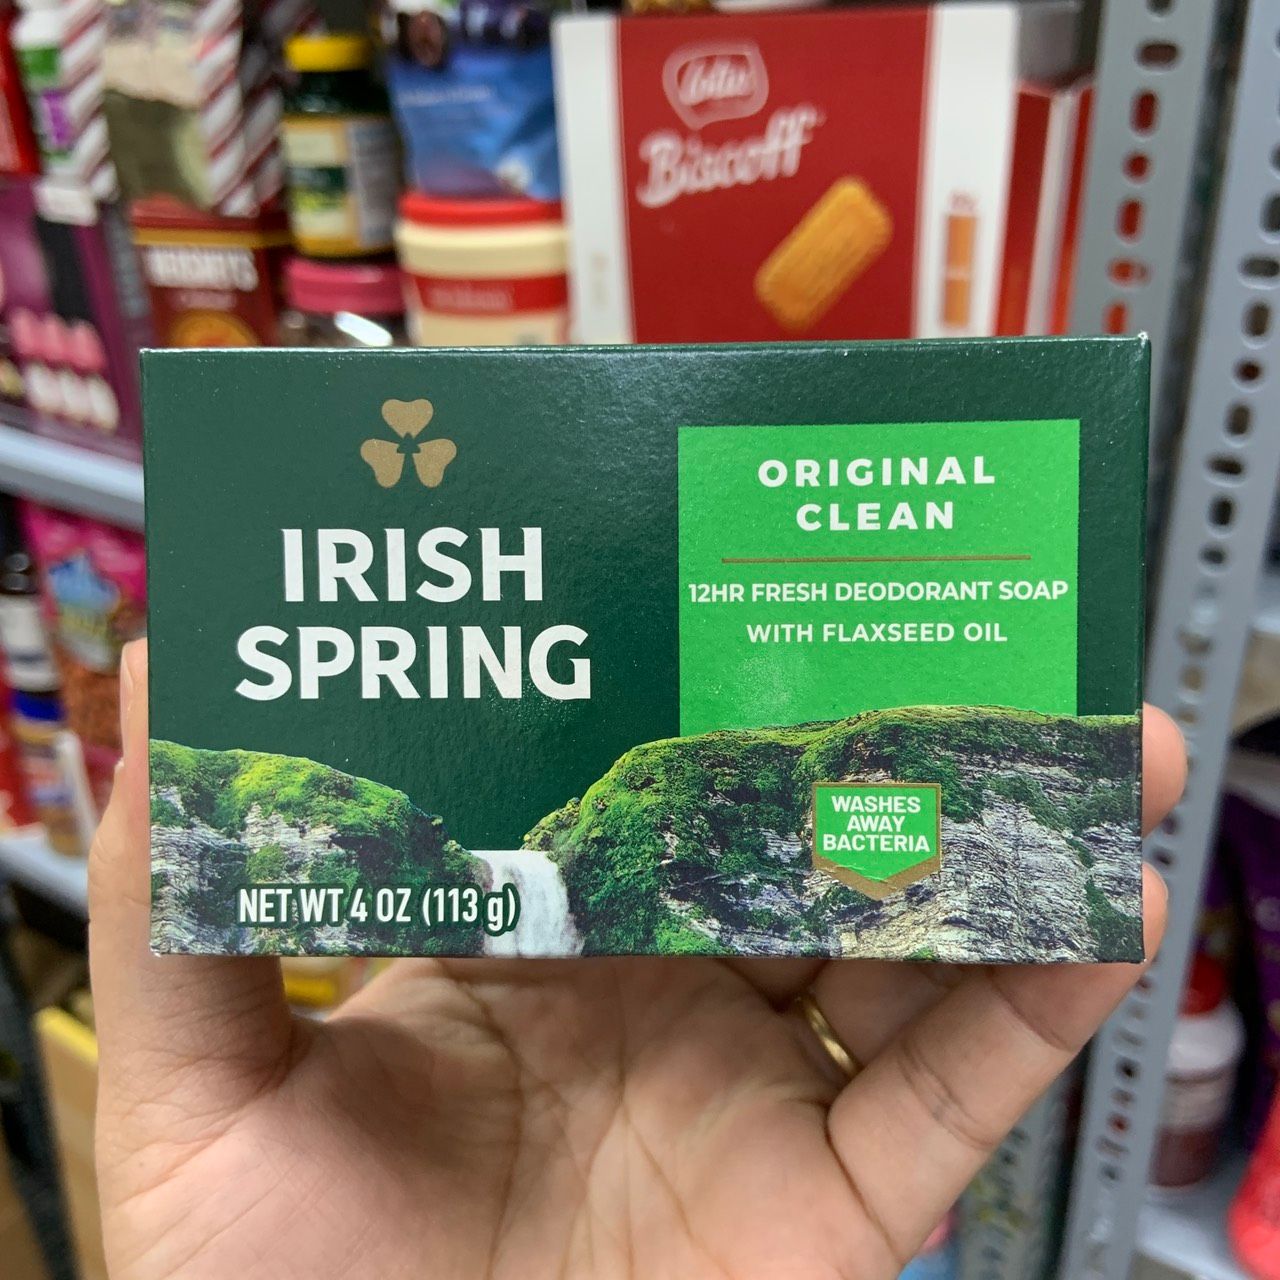 Lotus
Biscoff
HERSHEY'S
IRISH
SPRING
ORIGINAL
CLEAN
12HR FRESH DEODORANT SOAP
WITH FLAXSEED OIL
WASHES
AWAY
BACTERIA
NET WT 4 OZ (113 g)